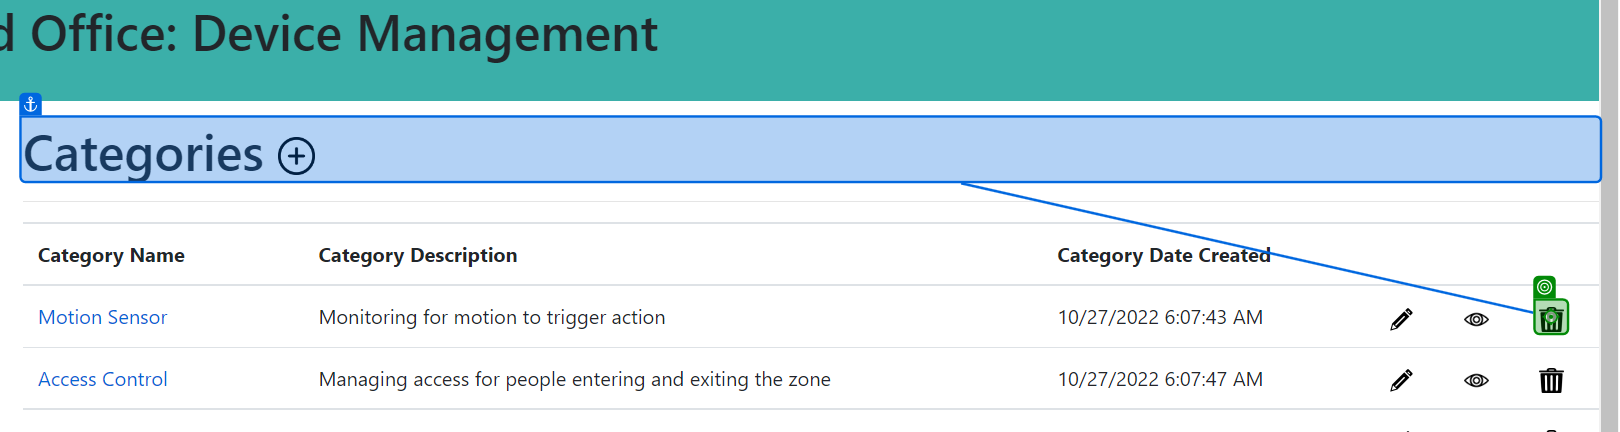 d Office: Device Management
Categories
Category Name Category Description Category Date Created
Motion Sensor Monitoring for motion to trigger action 10/27/2022 6:07:43 AM
Access Control Managing access for people entering and exiting the zone 10/27/2022 6:07:47 AM